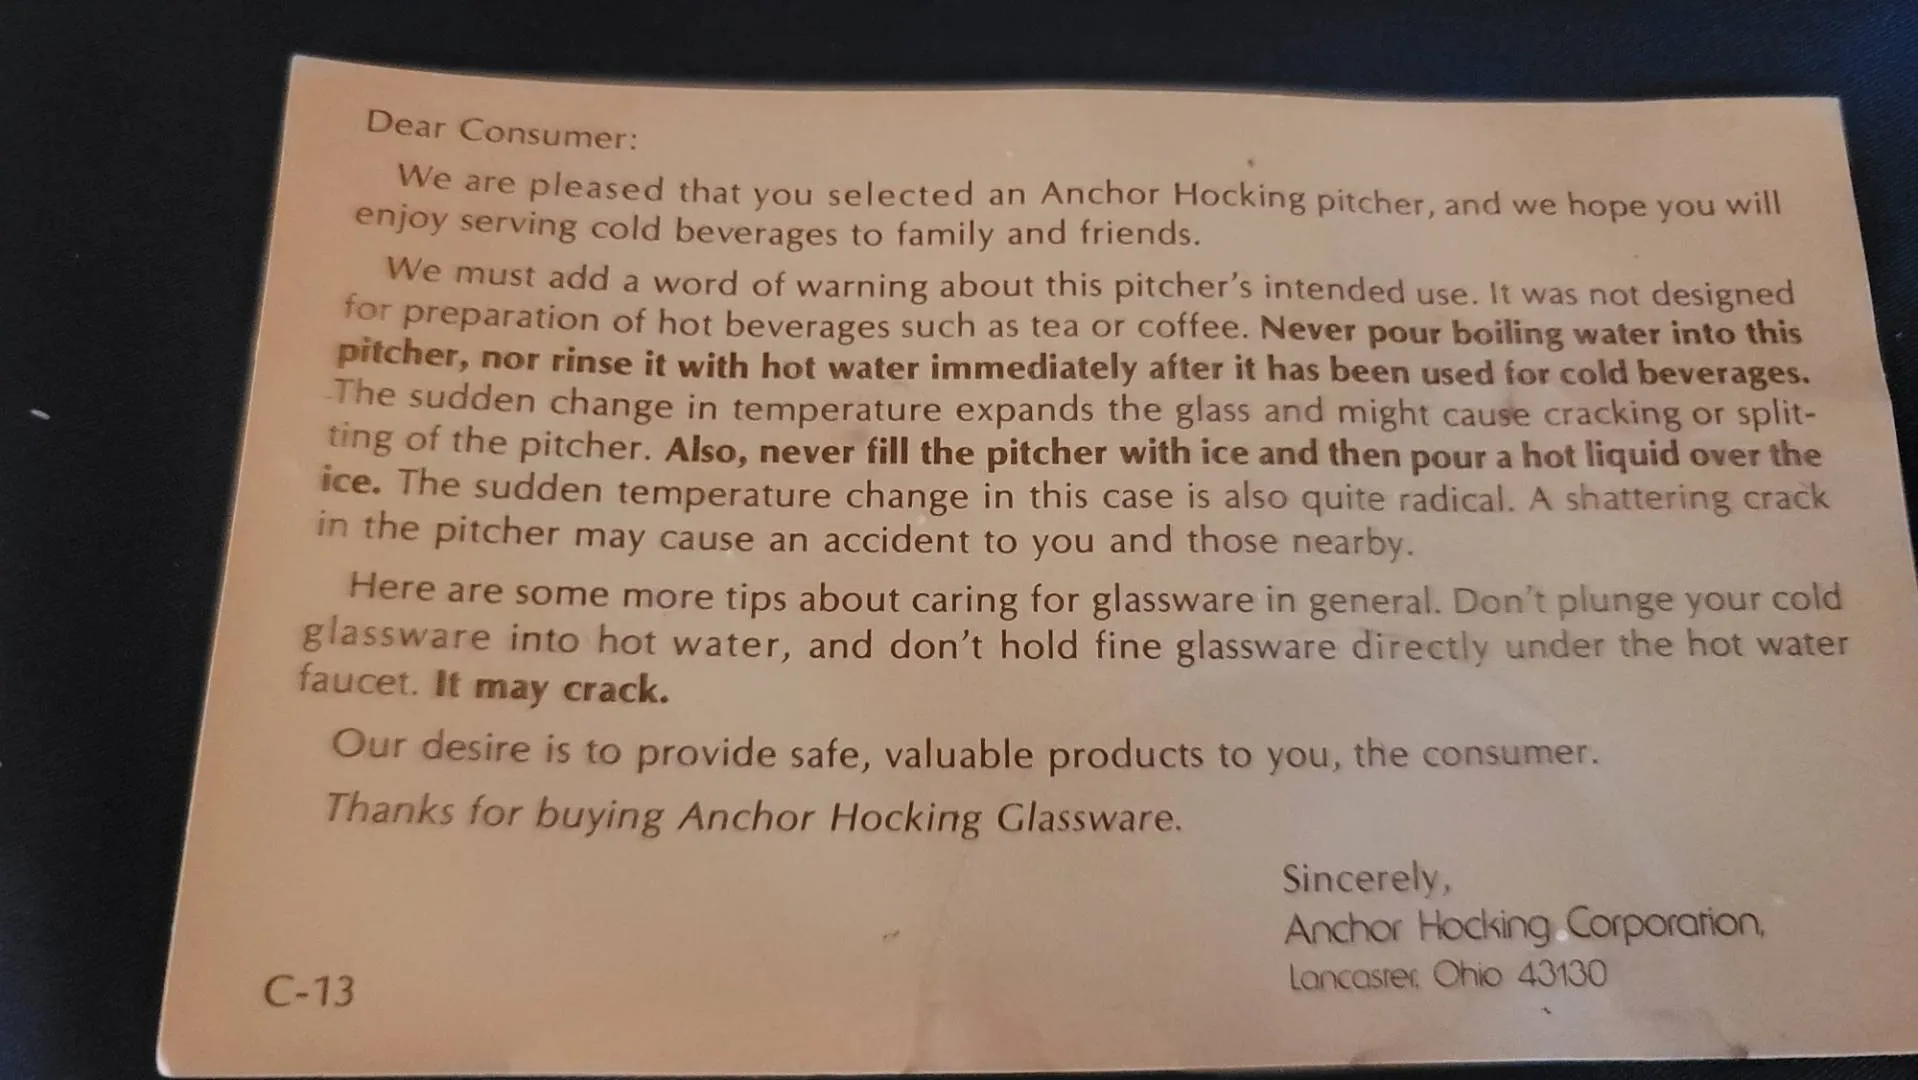 Dear Consumer:
We are pleased that you selected an Anchor Hocking pitcher, and we hope you will
enjoy serving cold beverages to family and friends.
We must add a word of warning about this pitcher's intended use. It was not designed
for preparation of hot beverages such as tea or coffee. Never pour boiling water into this
pitcher, nor rinse it with hot water immediately after it has been used for cold beverages.
The sudden change in temperature expands the glass and might cause cracking or split-
ting of the pitcher. Also, never fill the pitcher with ice and then pour a hot liquid over the
ice. The sudden temperature change in this case is also quite radical. A shattering crack
in the pitcher may cause an accident to you and those nearby.
Here are some more tips about caring for glassware in general. Don't plunge your cold
glassware into hot water, and don't hold fine glassware directly under the hot water
faucet. It may crack.
Our desire is to provide safe, valuable products to you, the consumer.
Thanks for buying Anchor Hocking Glassware.
Sincerely,
Anchor Hocking Corporation,
Lancaster, Ohio 43130
C-13